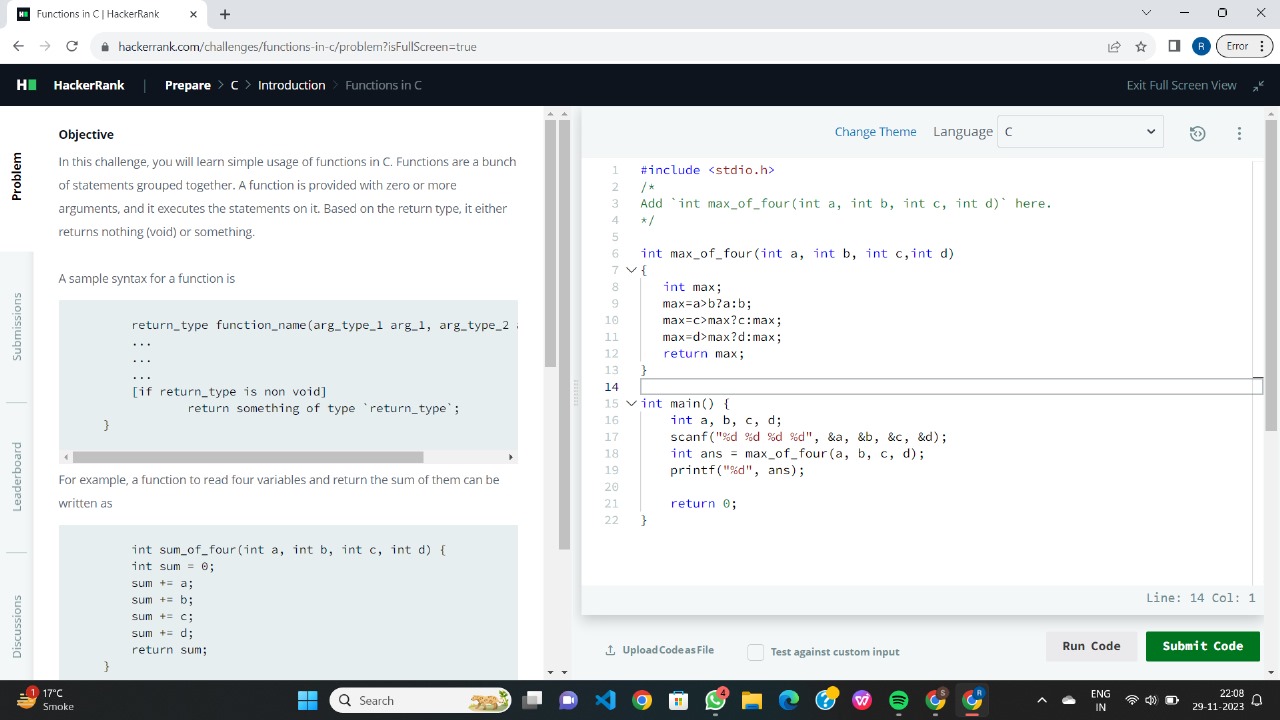 Functions in C | HackerRank
hackerrank.com/challenges/functions-in-c/problem?isFullScreen=true
R
Error
HackerRank | Prepare > C > Introduction > Functions in C
Exit Full Screen View
Problem
Submissions
Leaderboard
Discussions
Objective
In this challenge, you will learn simple usage of functions in C. Functions are a bunch
of statements grouped together. A function is provided with zero or more
arguments, and it executes the statements on it. Based on the return type, it either
returns nothing (void) or something.
A sample syntax for a function is
return_type function_name(arg_type_1 arg_1, arg_type_2
...
...
...
[if return_type is non void]
return something of type `return_type`;
}
For example, a function to read four variables and return the sum of them can be
written as
int sum_of_four(int a, int b, int c, int d) {
int sum = 0;
sum += a;
sum += b;
sum += c;
sum += d;
return sum;
}
Change Theme Language C
1 #include <stdio.h>
2 /*
3 Add `int max_of_four(int a, int b, int c, int d)` here.
4 */
5
6 int max_of_four(int a, int b, int c,int d)
7 {
8 int max;
9 max=a>b?a:b;
10 max=c>max?c:max;
11 max=d>max?d:max;
12 return max;
13 }
14
15 int main() {
16 int a, b, c, d;
17 scanf("%d %d %d %d", &a, &b, &c, &d);
18 int ans = max_of_four(a, b, c, d);
19 printf("%d", ans);
20
21 return 0;
22 }
Line: 14 Col: 1
Upload Code as File
Test against custom input
Run Code
Submit Code
1
17°C
Smoke
Search
4
S
R
ENG
IN
22:08
29-11-2023